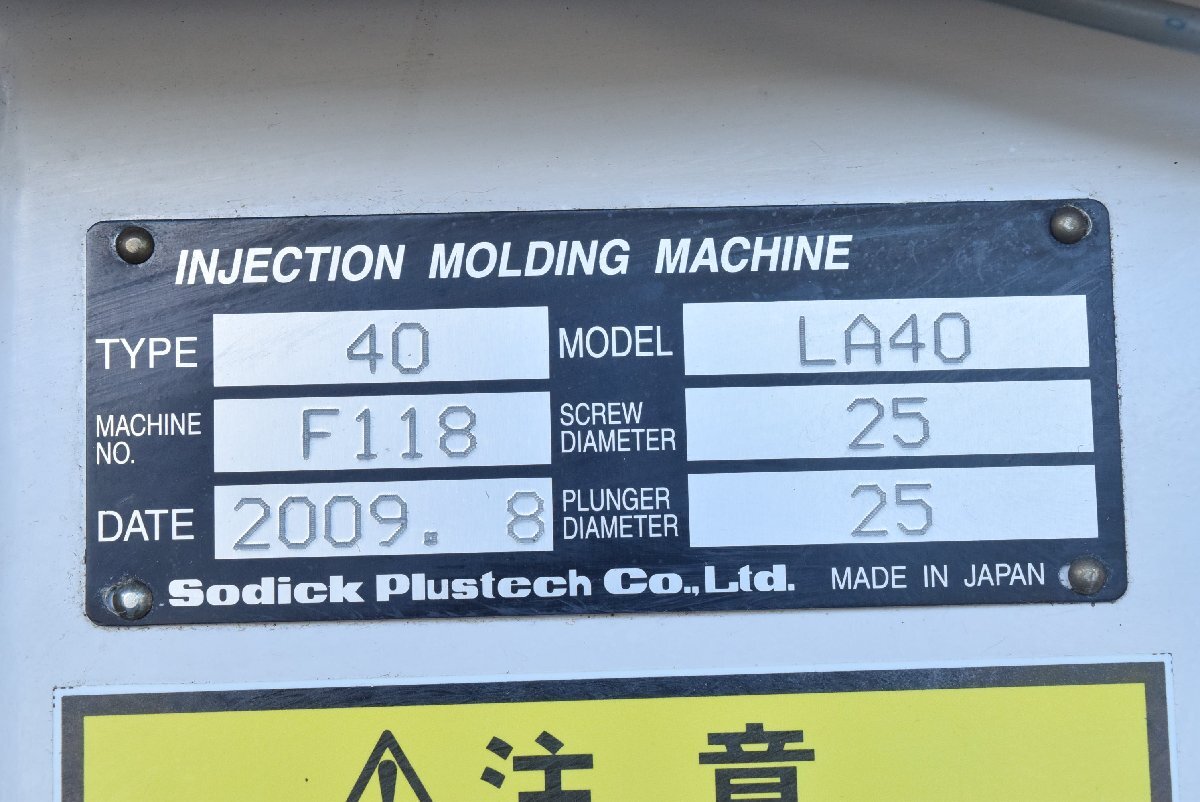 INJECTION MOLDING MACHINE
TYPE 40 MODEL LA40
MACHINE NO. F118 SCREW DIAMETER 25
DATE 2009. 8 PLUNGER DIAMETER 25
Sodick Plustech Co.,Ltd. MADE IN JAPAN
注意